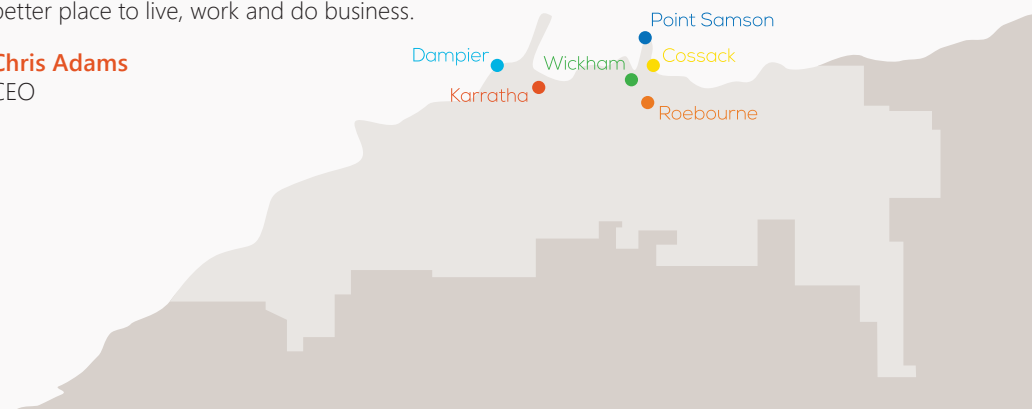 better place to live, work and do business.
Chris Adams
CEO
Point Samson
Dampier
Cossack
Wickham
Karratha
Roebourne